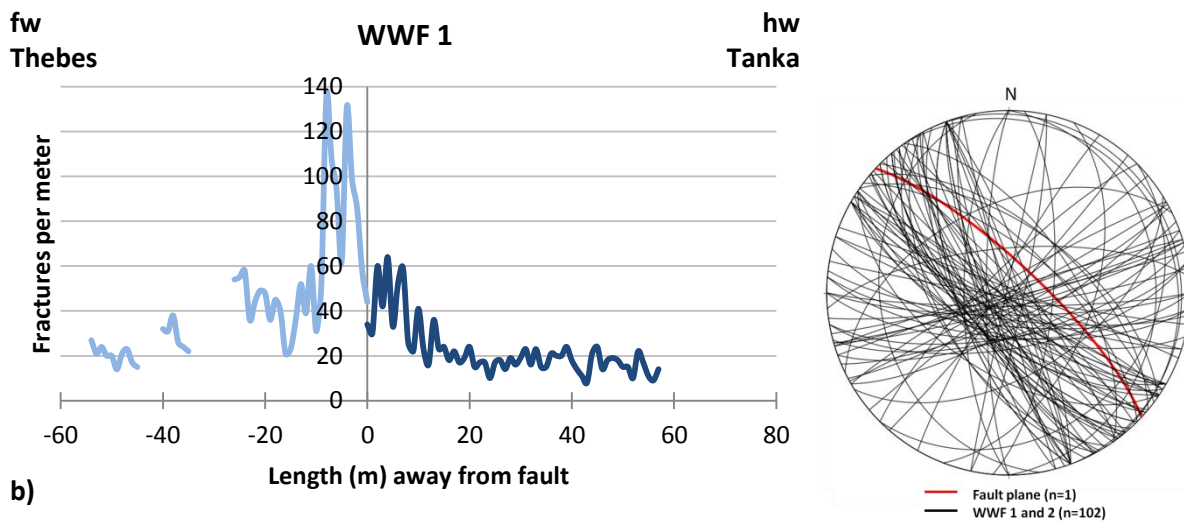 fw
Thebes
WWF 1
hw
Tanka
Fractures per meter
140
120
100
80
60
40
20
0
-60 -40 -20 0 20 40 60 80
Length (m) away from fault
b)
N
Fault plane (n=1)
WWF 1 and 2 (n=102)